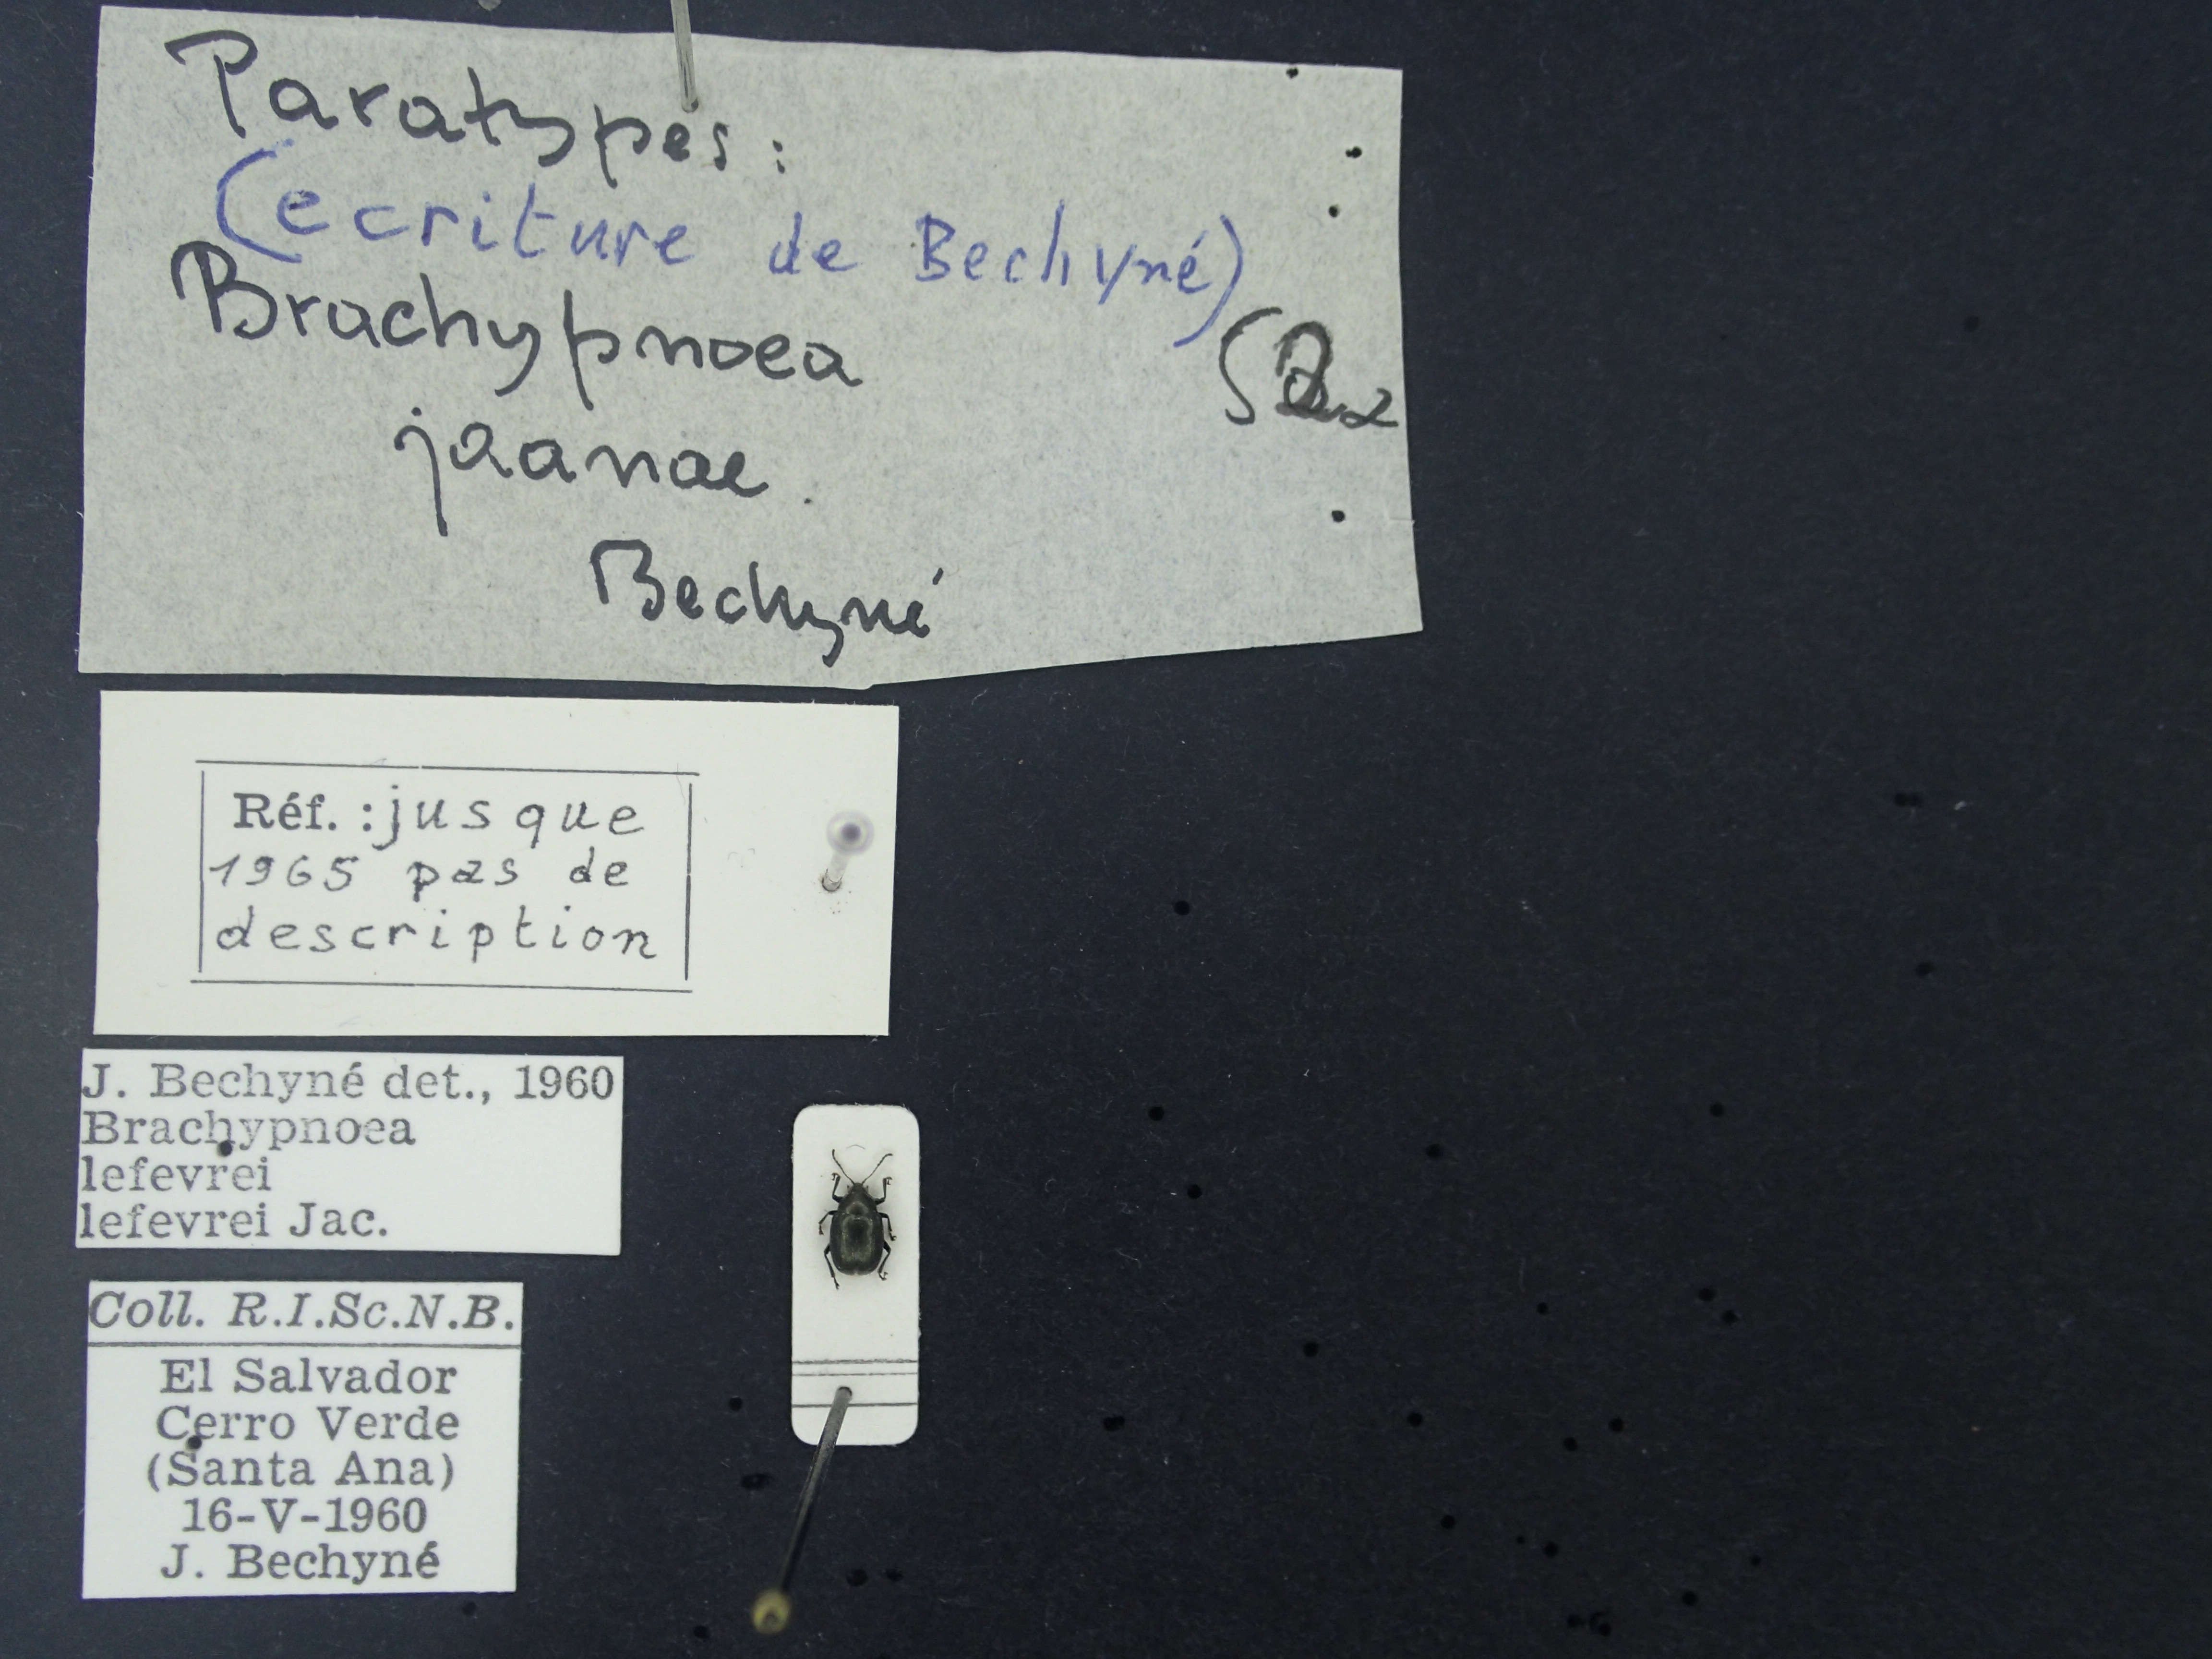 Paratypes:
(ecriture de Bechyné)
Brachypnoea
jaanae
Bechyné
Réf.: jusque
1965 pas de
description
J. Bechyné det., 1960
Brachypnoea
lefevrei
lefevrei Jac.
Coll. R.I.Sc.N.B.
El Salvador
Cerro Verde
(Santa Ana)
16-V-1960
J. Bechyné